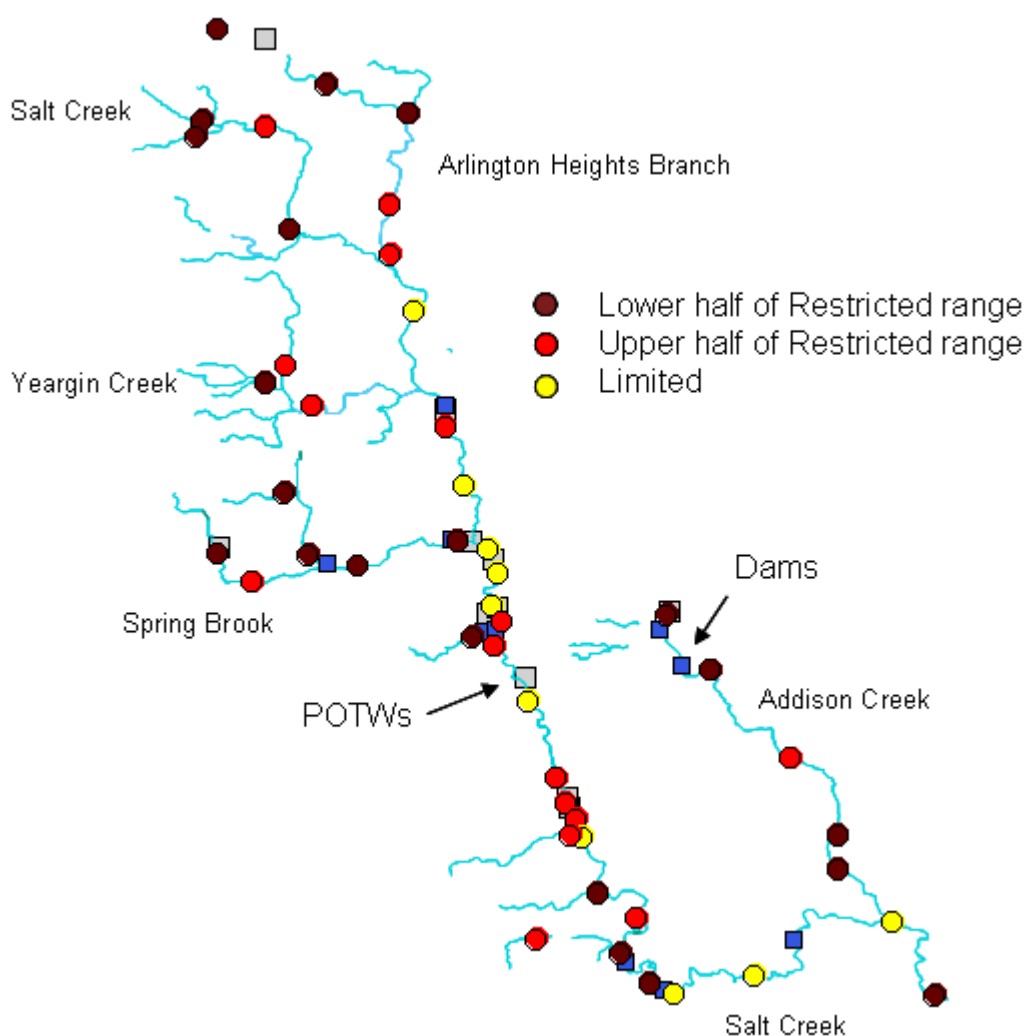 Salt Creek
Arlington Heights Branch
Lower half of Restricted range
Upper half of Restricted range
Limited
Yeargin Creek
Dams
Spring Brook
Addison Creek
POTWs
Salt Creek